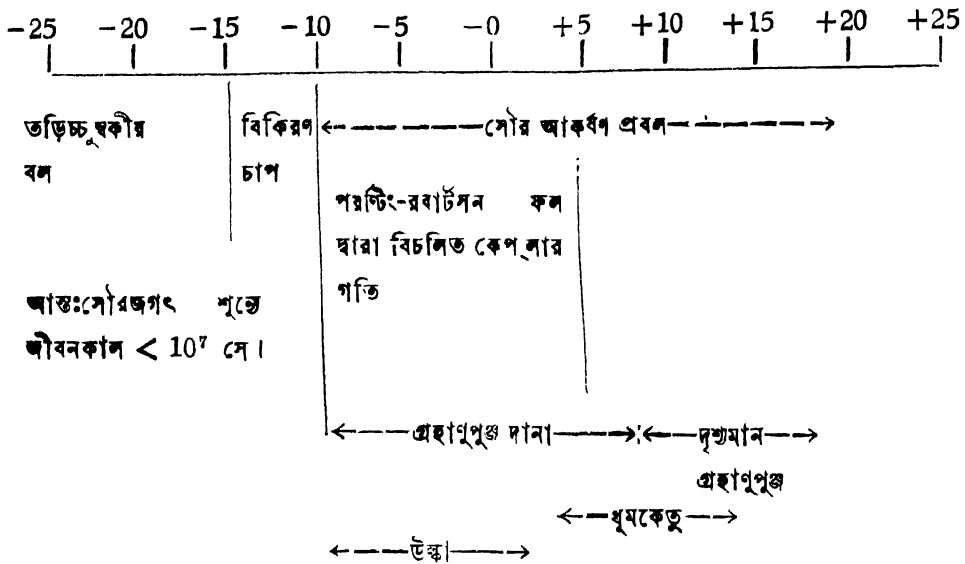 −25 −20 −15 −10 −5 −0 +5 +10 +15 +20 +25
তড়িচ্চুম্বকীয় বিকিরণ সৌর আকর্ষণ প্রবল
বল চাপ
পয়ন্টিং-রবার্টসন ফল
দ্বারা বিচলিত কেপ্‌লার
গতি
আন্তঃসৌরজগৎ শূন্যে
জীবনকাল < 10⁷ সে।
গ্রহাণুপুঞ্জ দানা দৃশ্যমান
গ্রহাণুপুঞ্জ
ধূমকেতু
উল্কা